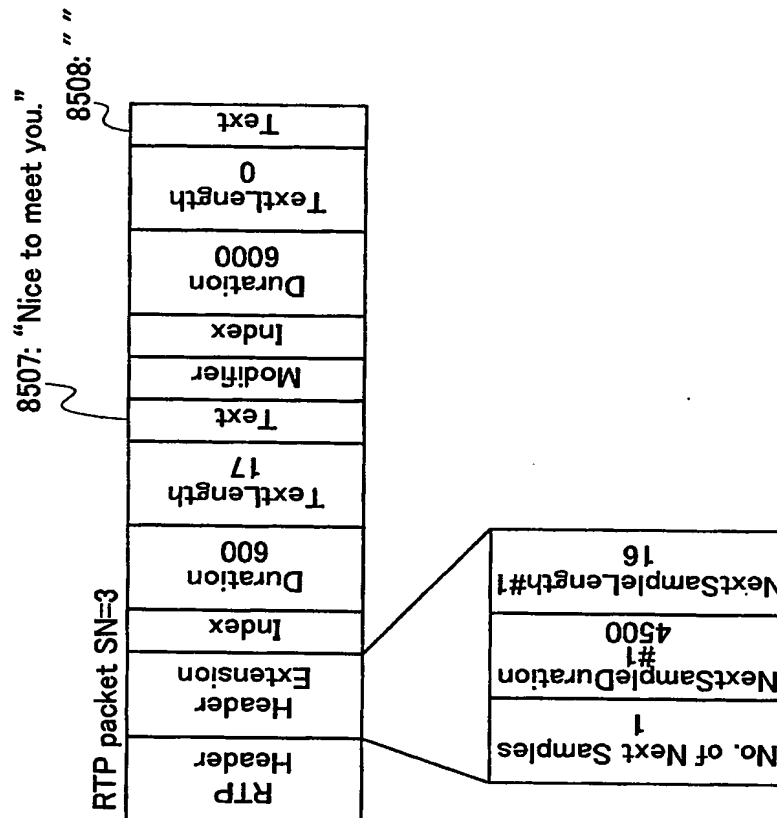 RTP packet SN=3
RTP
Header
Header
Extension
Index
Duration
600
TextLength
17
Text
Modifier
Index
Duration
6000
TextLength
0
Text
8507: “Nice to meet you.”
8508: “ ”
No. of Next Samples
1
NextSampleDuration
#1
4500
NextSampleLength#1
16